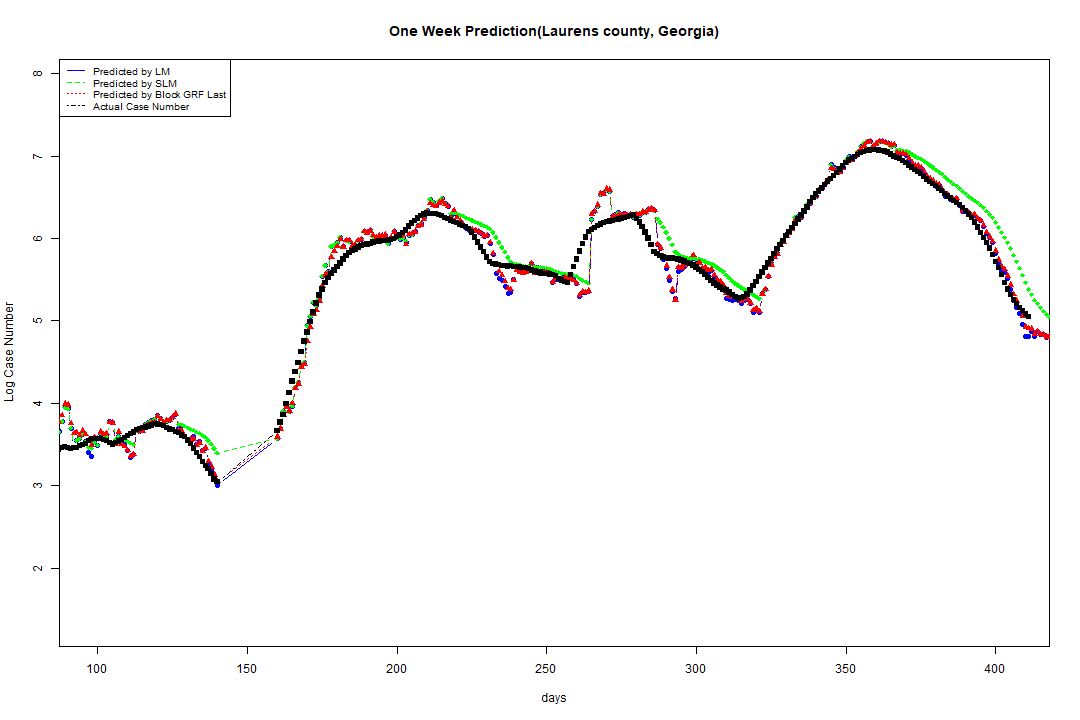 One Week Prediction(Laurens county, Georgia)
Predicted by LM
Predicted by SLM
Predicted by Block GRF Last
Actual Case Number
8
7
6
5
4
3
2
Log Case Number
100 150 200 250 300 350 400
days